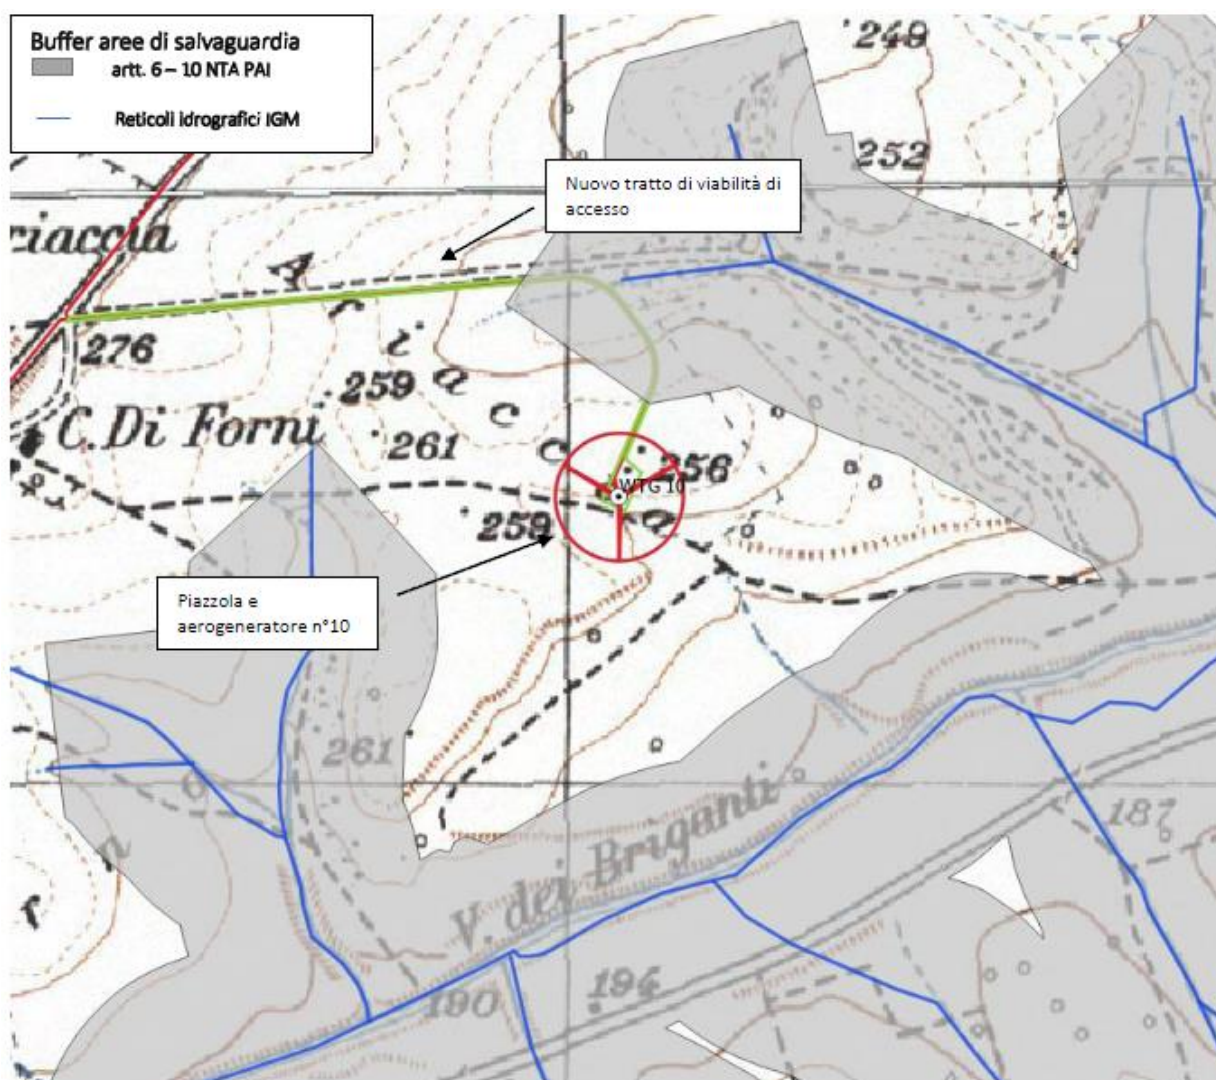 Buffer aree di salvaguardia
artt. 6 – 10 NTA PAI
Reticoli idrografici IGM
248
252
Nuovo tratto di viabilità di
accesso
276
259
C. Di Forni
261
256
WTG 10
259
Piazzola e
aerogeneratore n°10
261
V. dei Briganti
187
190
194